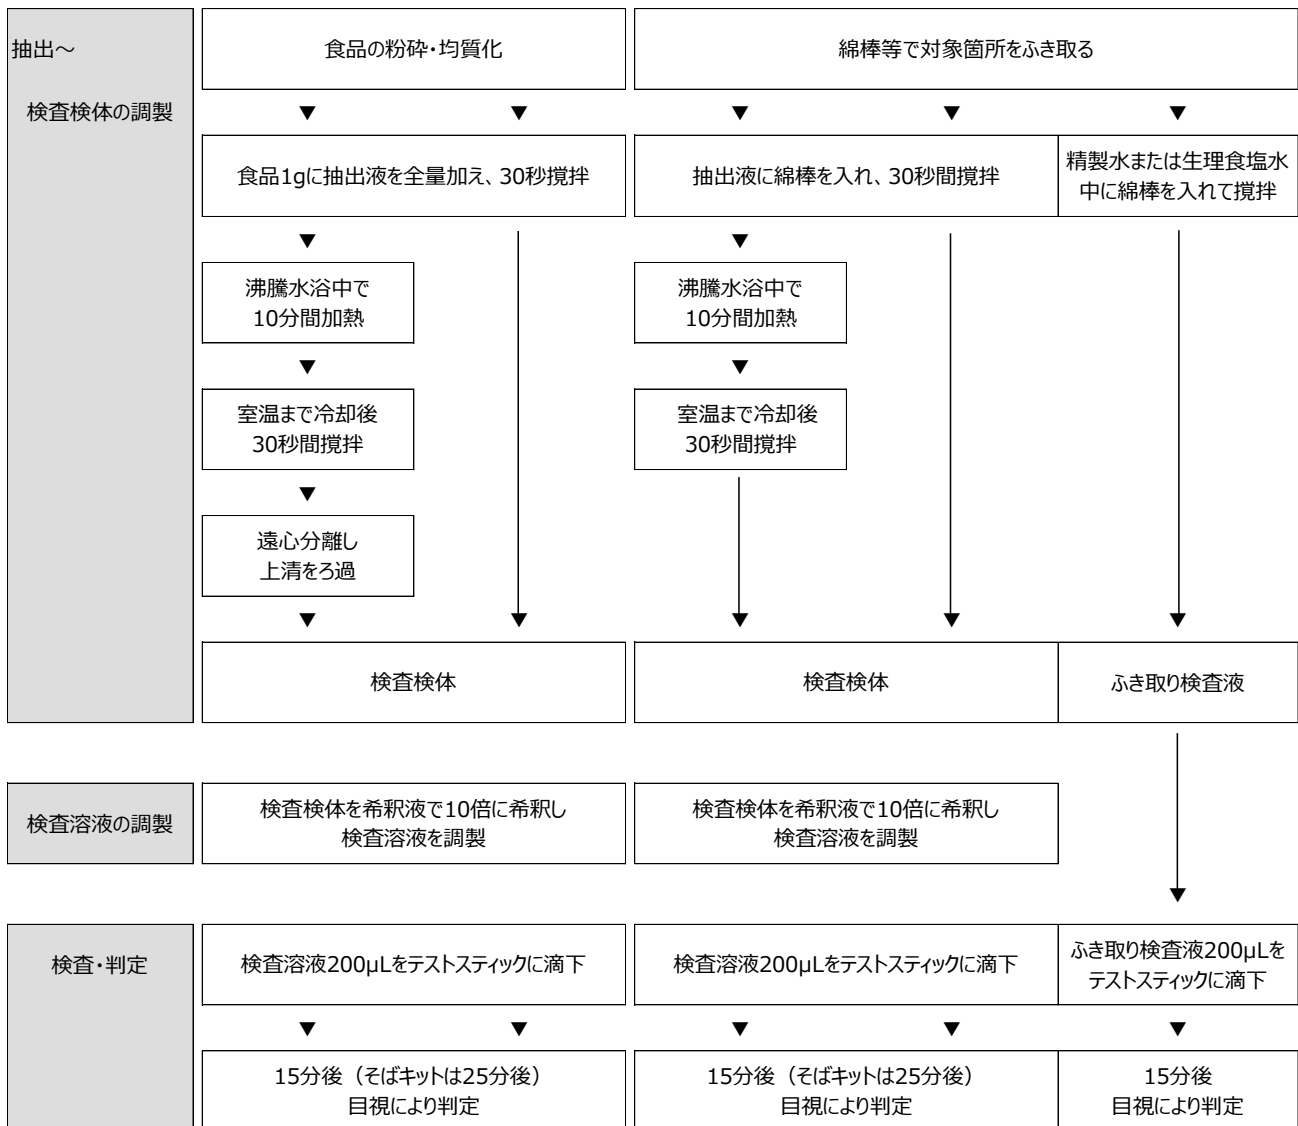 抽出～
検査検体の調製
食品の粉砕・均質化
綿棒等で対象箇所をふき取る
食品1gに抽出液を全量加え、30秒撹拌
抽出液に綿棒を入れ、30秒間撹拌
精製水または生理食塩水
中に綿棒を入れて撹拌
沸騰水浴中で
10分間加熱
沸騰水浴中で
10分間加熱
室温まで冷却後
30秒間撹拌
室温まで冷却後
30秒間撹拌
遠心分離し
上清をろ過
検査検体
検査検体
ふき取り検査液
検査溶液の調製
検査検体を希釈液で10倍に希釈し
検査溶液を調製
検査検体を希釈液で10倍に希釈し
検査溶液を調製
検査・判定
検査溶液200μLをテストスティックに滴下
検査溶液200μLをテストスティックに滴下
ふき取り検査液200μLを
テストスティックに滴下
15分後（そばキットは25分後）
目視により判定
15分後（そばキットは25分後）
目視により判定
15分後
目視により判定